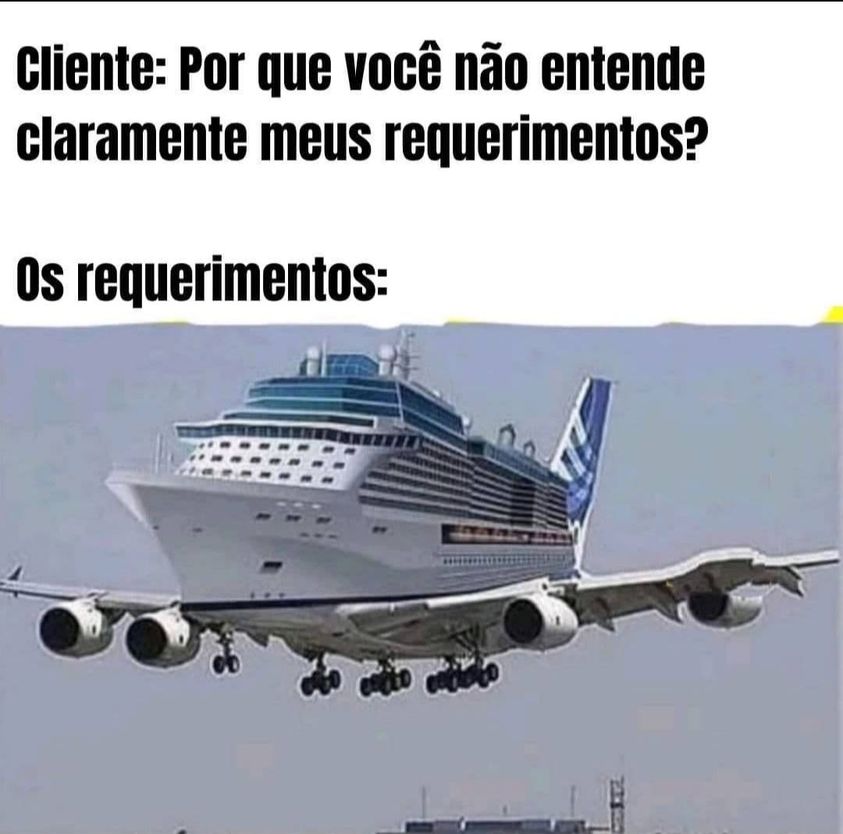 Cliente: Por que você não entende
claramente meus requerimentos?
Os requerimentos: